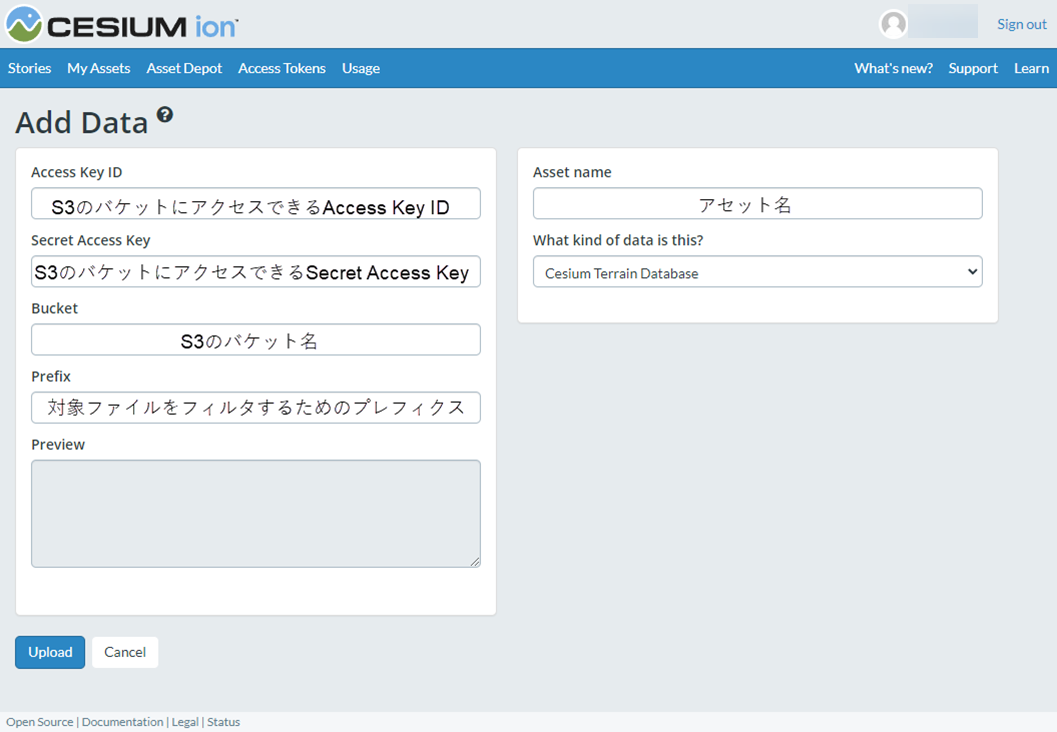 CESIUM ion
Sign out
Stories My Assets Asset Depot Access Tokens Usage What's new? Support Learn
Add Data ?
Access Key ID
S3のバケットにアクセスできるAccess Key ID
Secret Access Key
S3のバケットにアクセスできるSecret Access Key
Bucket
S3のバケット名
Prefix
対象ファイルをフィルタするためのプレフィクス
Preview
Asset name
アセット名
What kind of data is this?
Cesium Terrain Database
Upload Cancel
Open Source | Documentation | Legal | Status